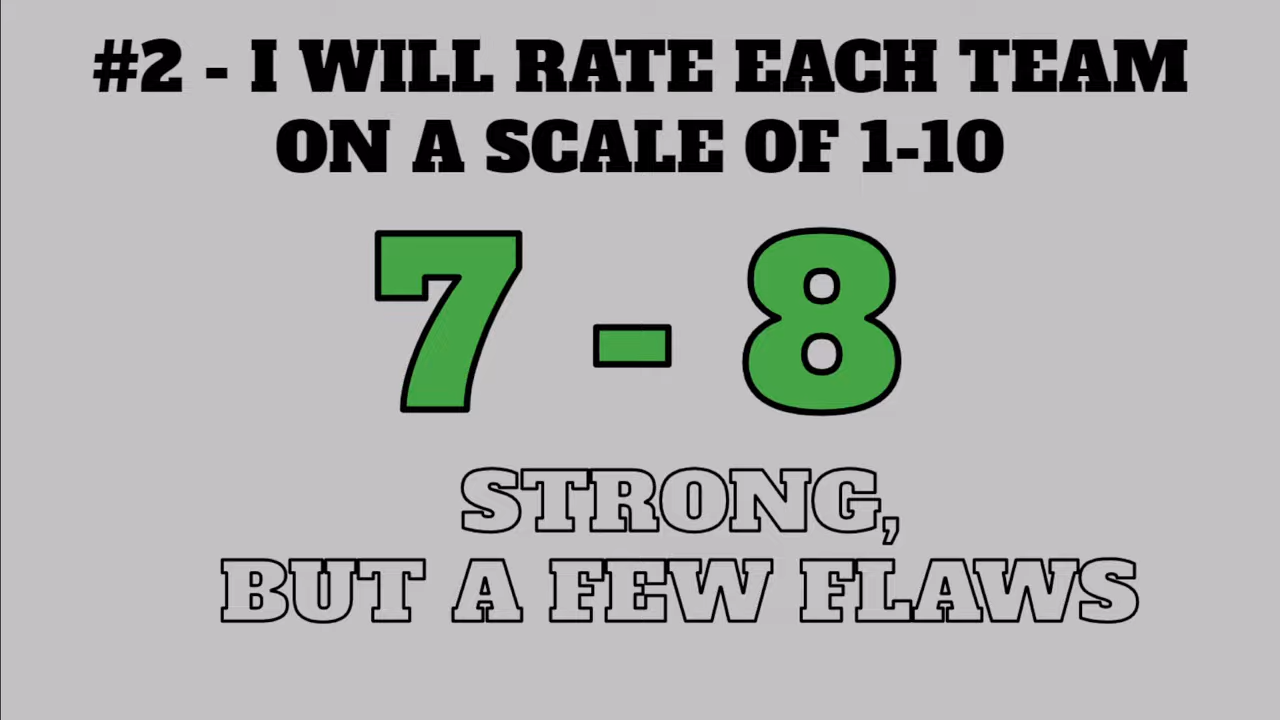 #2 - I WILL RATE EACH TEAM
ON A SCALE OF 1-10
7 - 8
STRONG,
BUT A FEW FLAWS